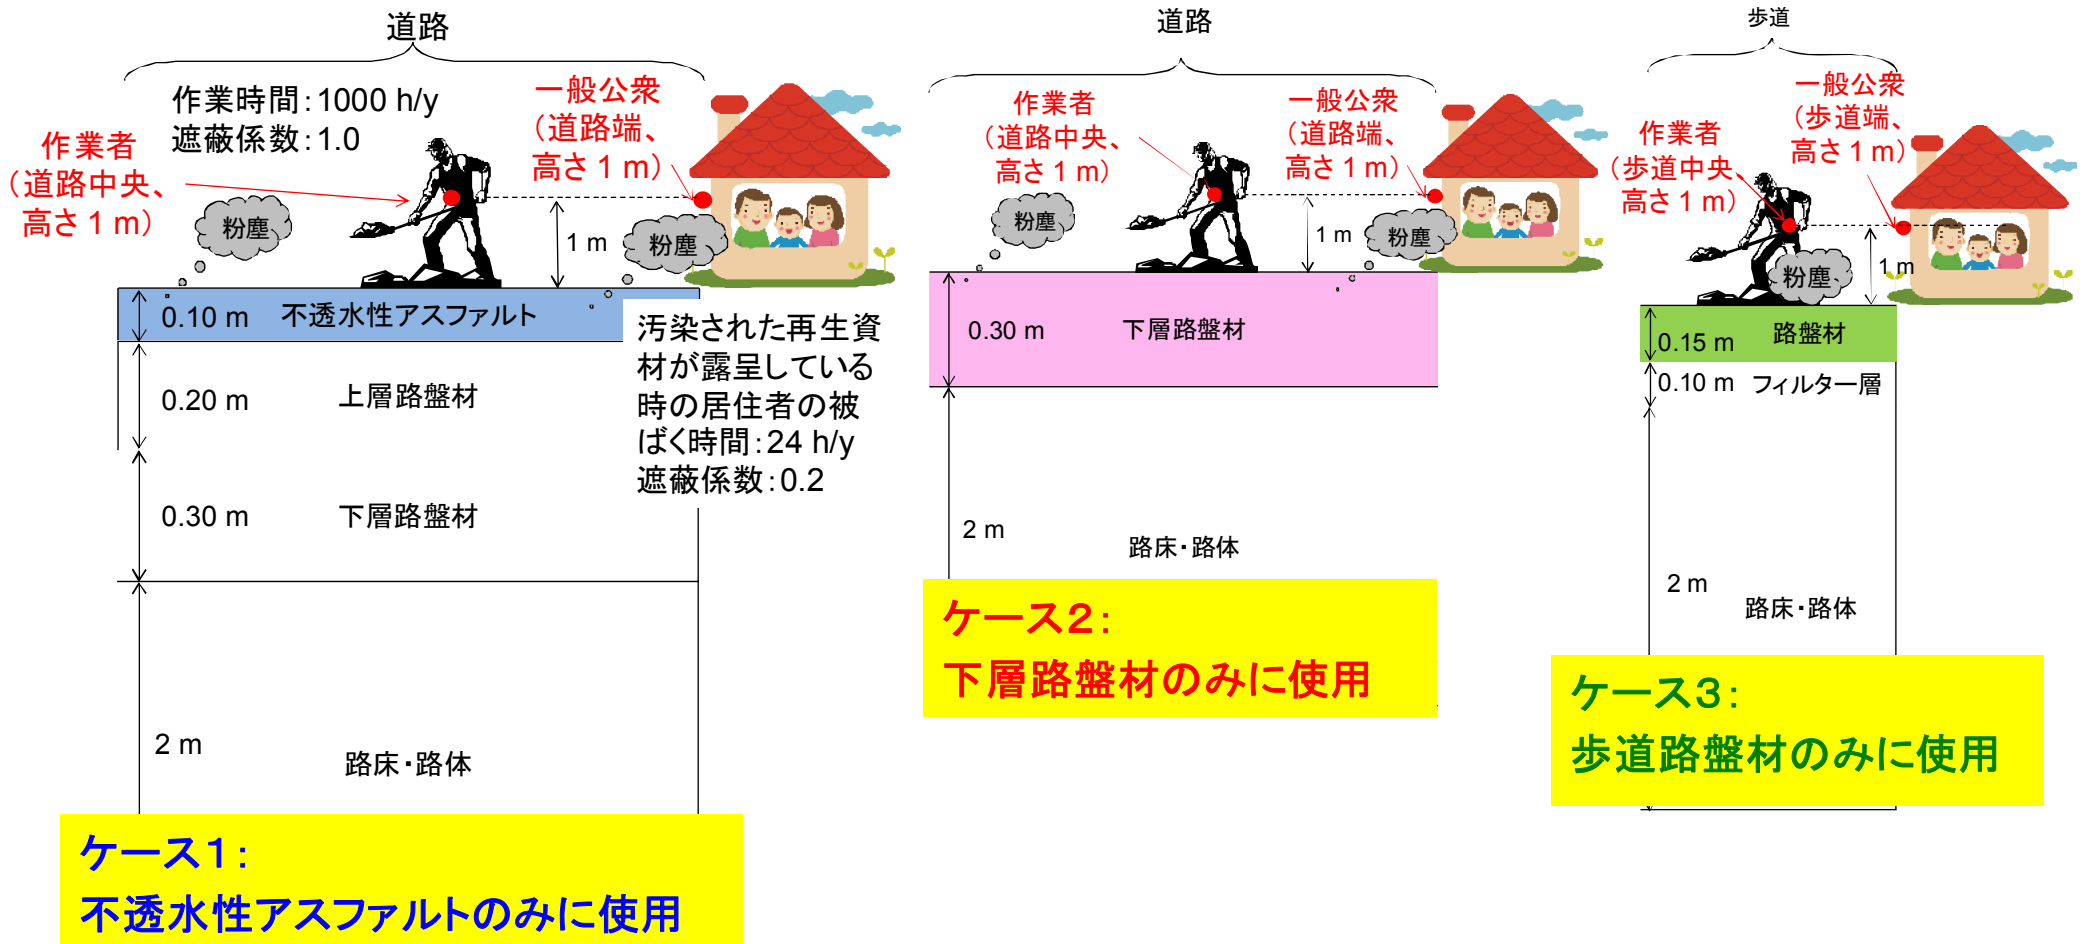 道路
作業時間：1000 h/y
遮蔽係数：1.0
作業者
（道路中央、
高さ 1 m）
一般公衆
（道路端、
高さ 1 m）
粉塵
粉塵
1 m
0.10 m
不透水性アスファルト
0.20 m
上層路盤材
0.30 m
下層路盤材
2 m
路床・路体
汚染された再生資
材が露呈している
時の居住者の被
ばく時間：24 h/y
遮蔽係数：0.2
ケース１：
不透水性アスファルトのみに使用
道路
作業者
（道路中央、
高さ 1 m）
一般公衆
（道路端、
高さ 1 m）
粉塵
粉塵
1 m
0.30 m
下層路盤材
2 m
路床・路体
ケース２：
下層路盤材のみに使用
歩道
作業者
（歩道中央、
高さ 1 m）
一般公衆
（歩道端、
高さ 1 m）
粉塵
1 m
0.15 m
路盤材
0.10 m
フィルター層
2 m
路床・路体
ケース３：
歩道路盤材のみに使用